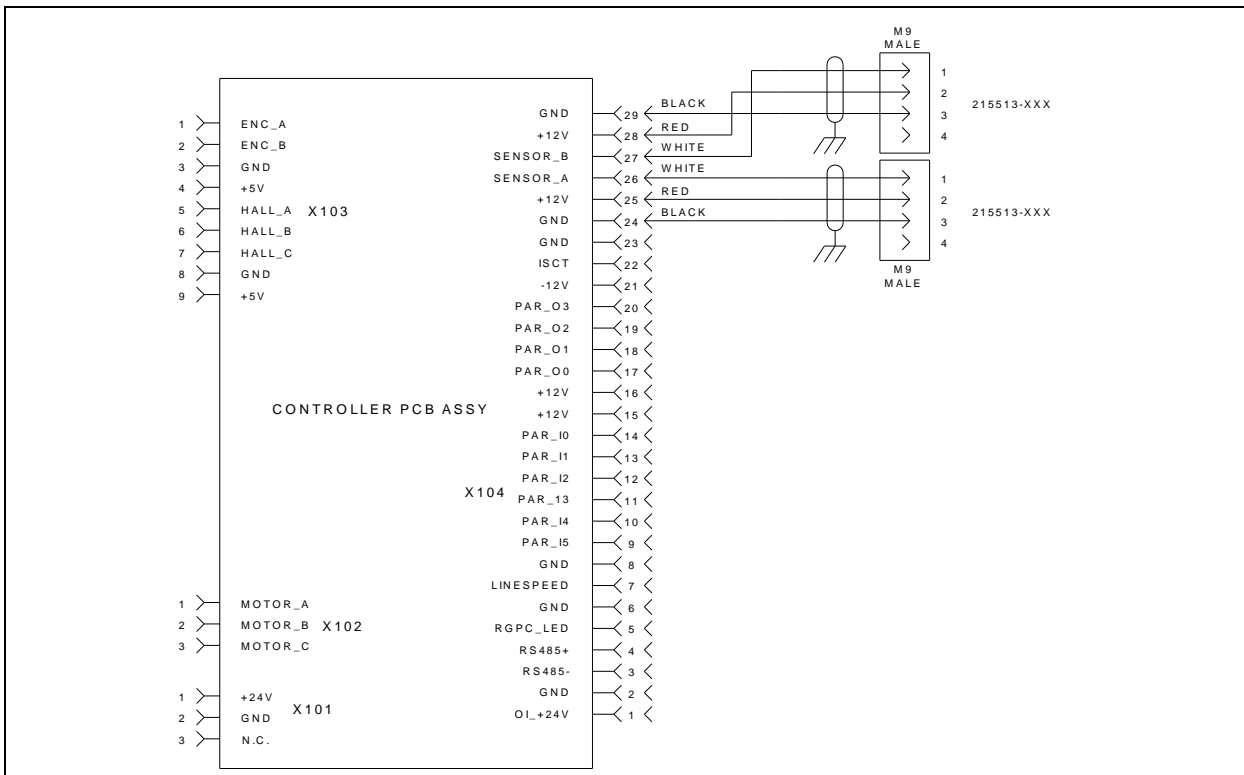 M9
MALE
1
2
3
4
215513-XXX
GND 29 BLACK
+12V 28 RED
SENSOR_B 27 WHITE
SENSOR_A 26 WHITE
+12V 25 RED
GND 24 BLACK
GND 23
ISCT 22
-12V 21
PAR_O3 20
PAR_O2 19
PAR_O1 18
PAR_O0 17
+12V 16
+12V 15
PAR_I0 14
PAR_I1 13
PAR_I2 12
PAR_13 11
PAR_I4 10
PAR_I5 9
GND 8
LINESPEED 7
GND 6
RGPC_LED 5
RS485+ 4
RS485- 3
GND 2
OI_+24V 1
X104
1
2
3
4
215513-XXX
M9
MALE
1 ENC_A
2 ENC_B
3 GND
4 +5V
5 HALL_A X103
6 HALL_B
7 HALL_C
8 GND
9 +5V
CONTROLLER PCB ASSY
1 MOTOR_A
2 MOTOR_B X102
3 MOTOR_C
1 +24V
2 GND X101
3 N.C.